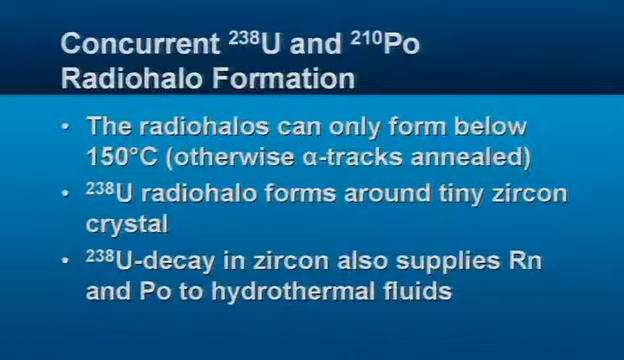 Concurrent ²³⁸U and ²¹⁰Po
Radiohalo Formation
• The radiohalos can only form below
150°C (otherwise α-tracks annealed)
• ²³⁸U radiohalo forms around tiny zircon
crystal
• ²³⁸U-decay in zircon also supplies Rn
and Po to hydrothermal fluids